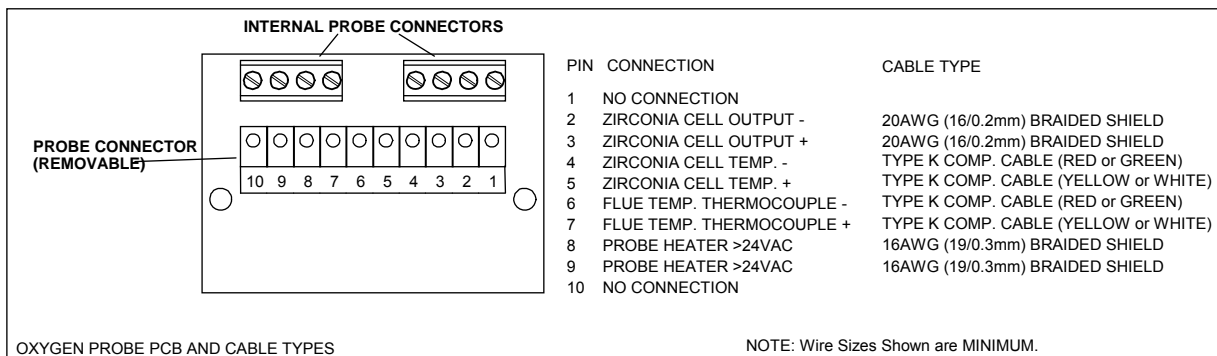 INTERNAL PROBE CONNECTORS
PROBE CONNECTOR
(REMOVABLE)
10 9 8 7 6 5 4 3 2 1
PIN CONNECTION CABLE TYPE
1 NO CONNECTION
2 ZIRCONIA CELL OUTPUT - 20AWG (16/0.2mm) BRAIDED SHIELD
3 ZIRCONIA CELL OUTPUT + 20AWG (16/0.2mm) BRAIDED SHIELD
4 ZIRCONIA CELL TEMP. - TYPE K COMP. CABLE (RED or GREEN)
5 ZIRCONIA CELL TEMP. + TYPE K COMP. CABLE (YELLOW or WHITE)
6 FLUE TEMP. THERMOCOUPLE - TYPE K COMP. CABLE (RED or GREEN)
7 FLUE TEMP. THERMOCOUPLE + TYPE K COMP. CABLE (YELLOW or WHITE)
8 PROBE HEATER >24VAC 16AWG (19/0.3mm) BRAIDED SHIELD
9 PROBE HEATER >24VAC 16AWG (19/0.3mm) BRAIDED SHIELD
10 NO CONNECTION
OXYGEN PROBE PCB AND CABLE TYPES
NOTE: Wire Sizes Shown are MINIMUM.